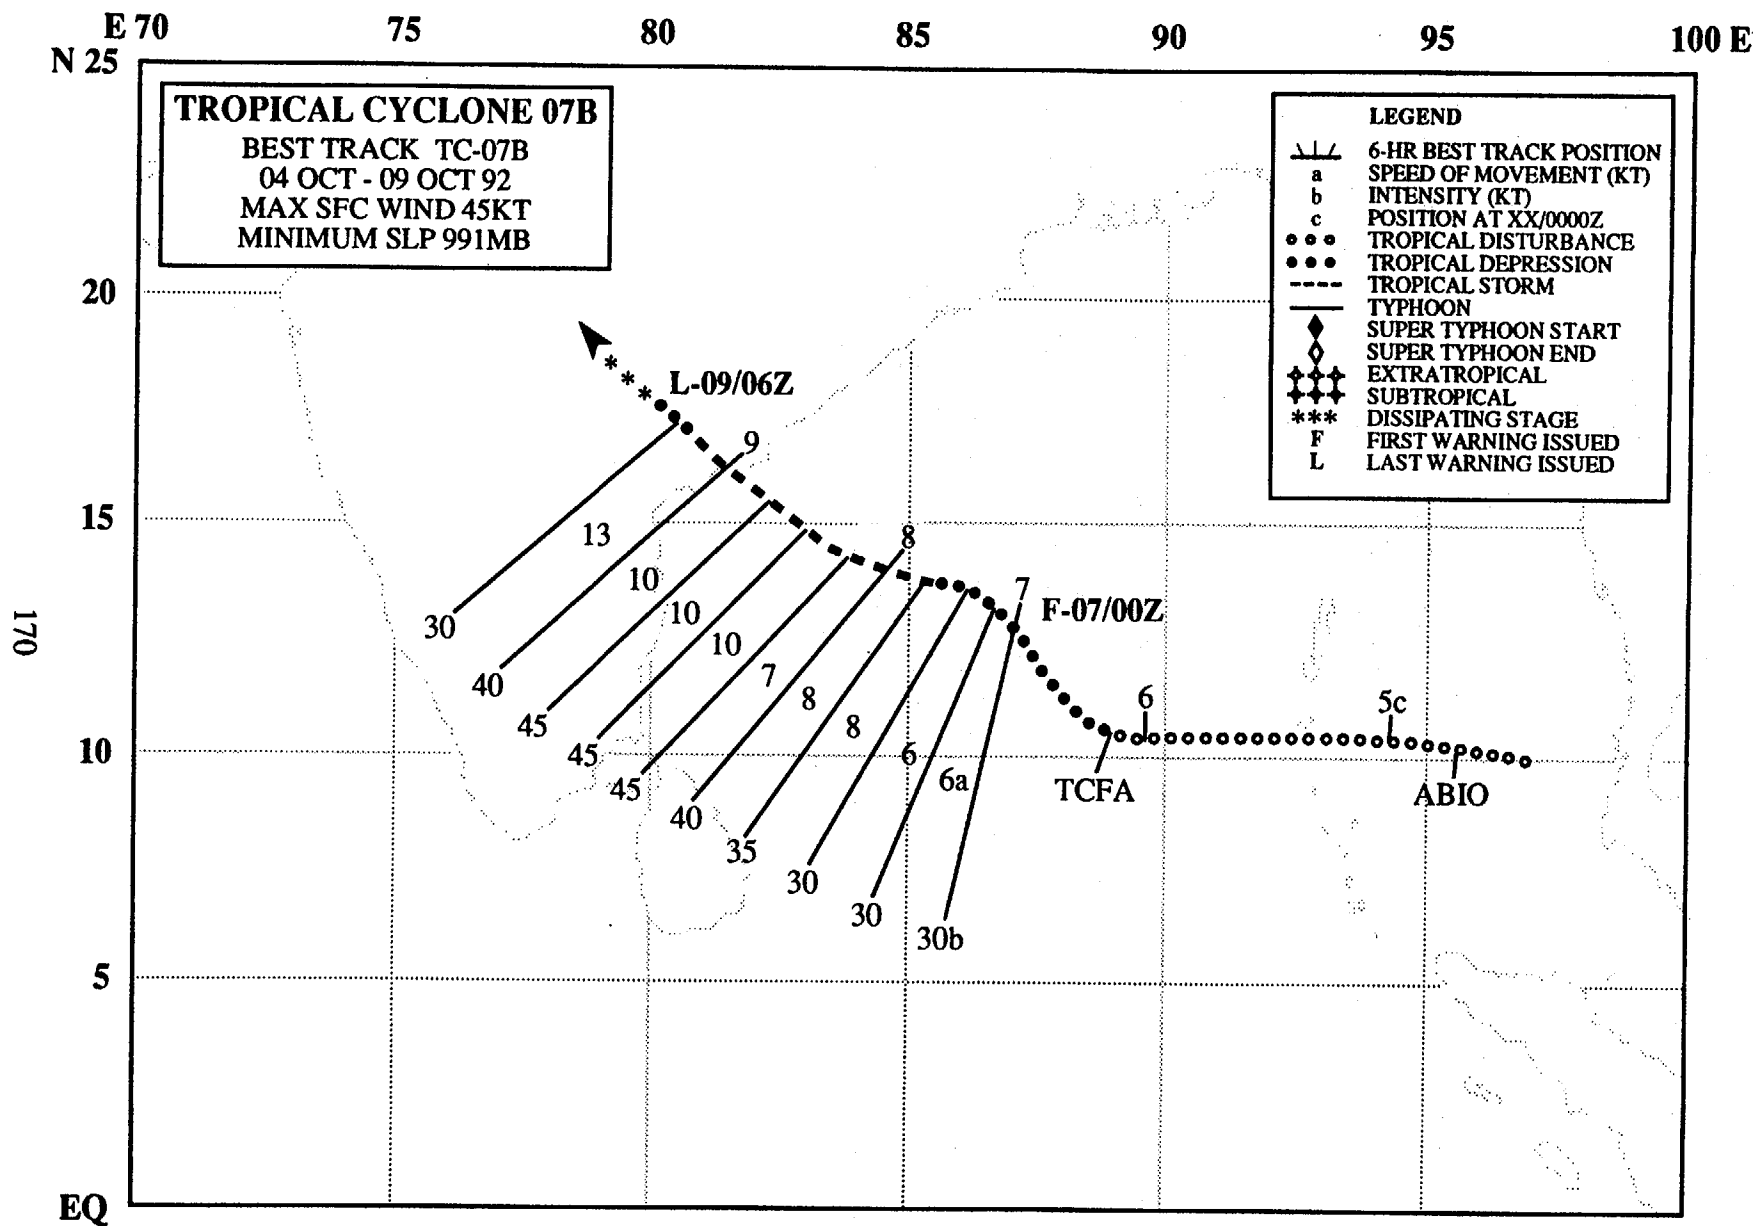 E 70 75 80 85 90 95 100 E
N 25
TROPICAL CYCLONE 07B
BEST TRACK TC-07B
04 OCT - 09 OCT 92
MAX SFC WIND 45KT
MINIMUM SLP 991MB
LEGEND
6-HR BEST TRACK POSITION
a SPEED OF MOVEMENT (KT)
b INTENSITY (KT)
c POSITION AT XX/0000Z
TROPICAL DISTURBANCE
TROPICAL DEPRESSION
TROPICAL STORM
TYPHOON
SUPER TYPHOON START
SUPER TYPHOON END
EXTRATROPICAL
SUBTROPICAL
*** DISSIPATING STAGE
F FIRST WARNING ISSUED
L LAST WARNING ISSUED
20
L-09/06Z
9
15
13
8
10
7
F-07/00Z
10
30
10
170
7
40
8
6
5c
45
8
10
45
6
6a
45
TCFA
ABIO
40
35
30
30
30b
5
EQ